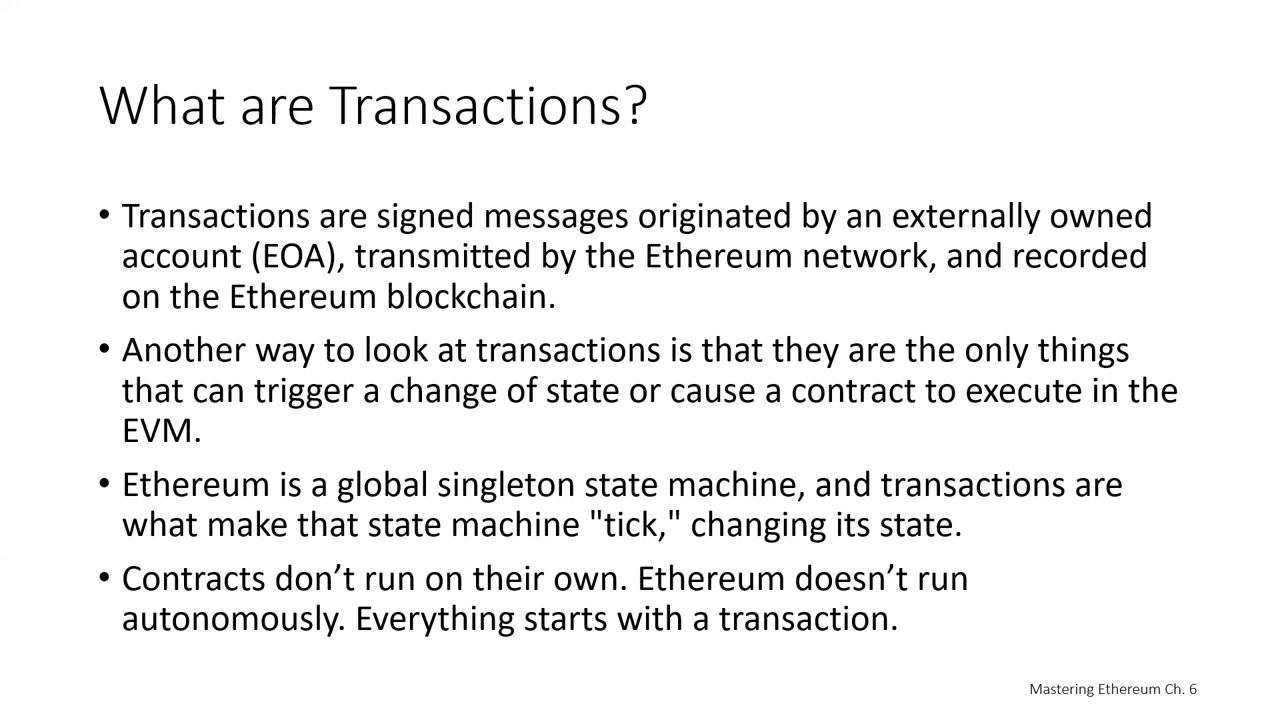 What are Transactions?
• Transactions are signed messages originated by an externally owned
account (EOA), transmitted by the Ethereum network, and recorded
on the Ethereum blockchain.
• Another way to look at transactions is that they are the only things
that can trigger a change of state or cause a contract to execute in the
EVM.
• Ethereum is a global singleton state machine, and transactions are
what make that state machine "tick," changing its state.
• Contracts don’t run on their own. Ethereum doesn’t run
autonomously. Everything starts with a transaction.
Mastering Ethereum Ch. 6